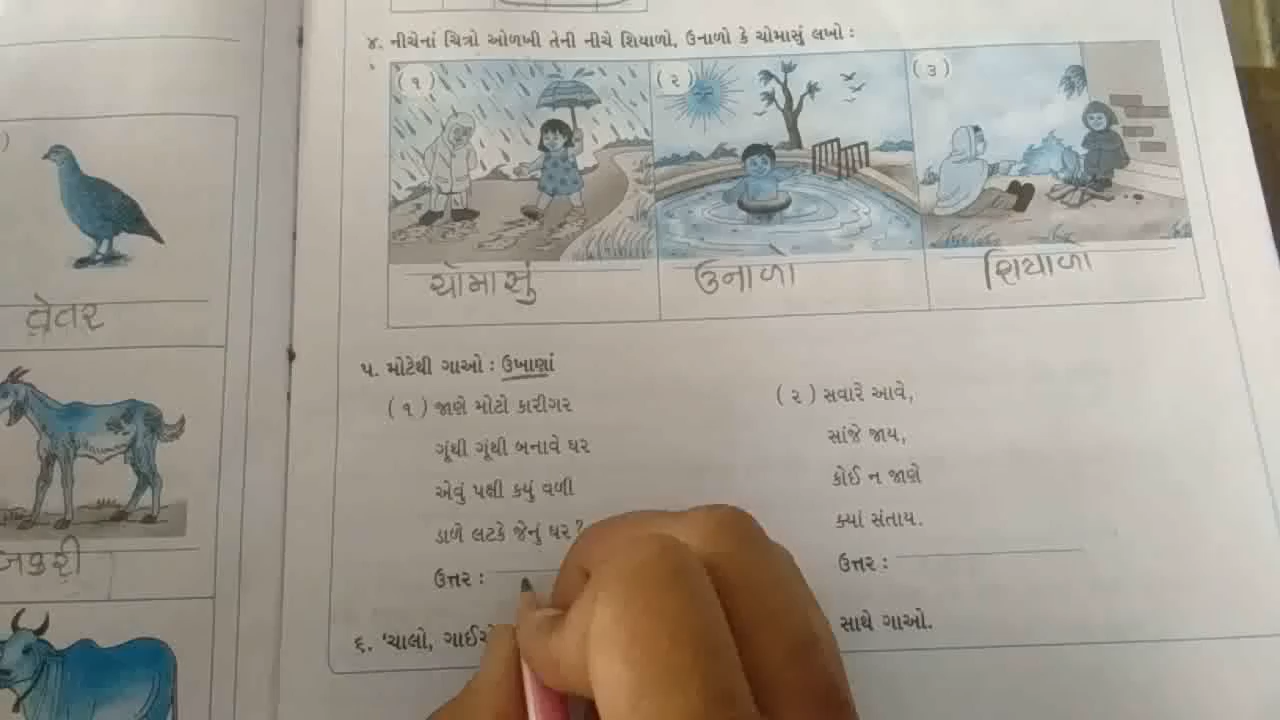 ૪. નીચેનાં ચિત્રો ઓળખી તેની નીચે શિયાળો, ઉનાળો કે ચોમાસું લખો :
(૧) (૨) (૩)
ચોમાસું ઉનાળો શિયાળો
વેતર
૫. મોટેથી ગાઓ : ઉખાણાં
(૧) જાણે મોટો કારીગર
ગૂંથી ગૂંથી બનાવે ઘર
એવું પક્ષી કયું વળી
ડાળે લટકે જેનું ઘર?
ઉત્તર :
(૨) સવારે આવે,
સાંજે જાય,
કોઈ ન જાણે
ક્યાં સંતાય.
ઉત્તર :
૬. 'ચાલો, ગાઈએ સાથે ગાઓ.